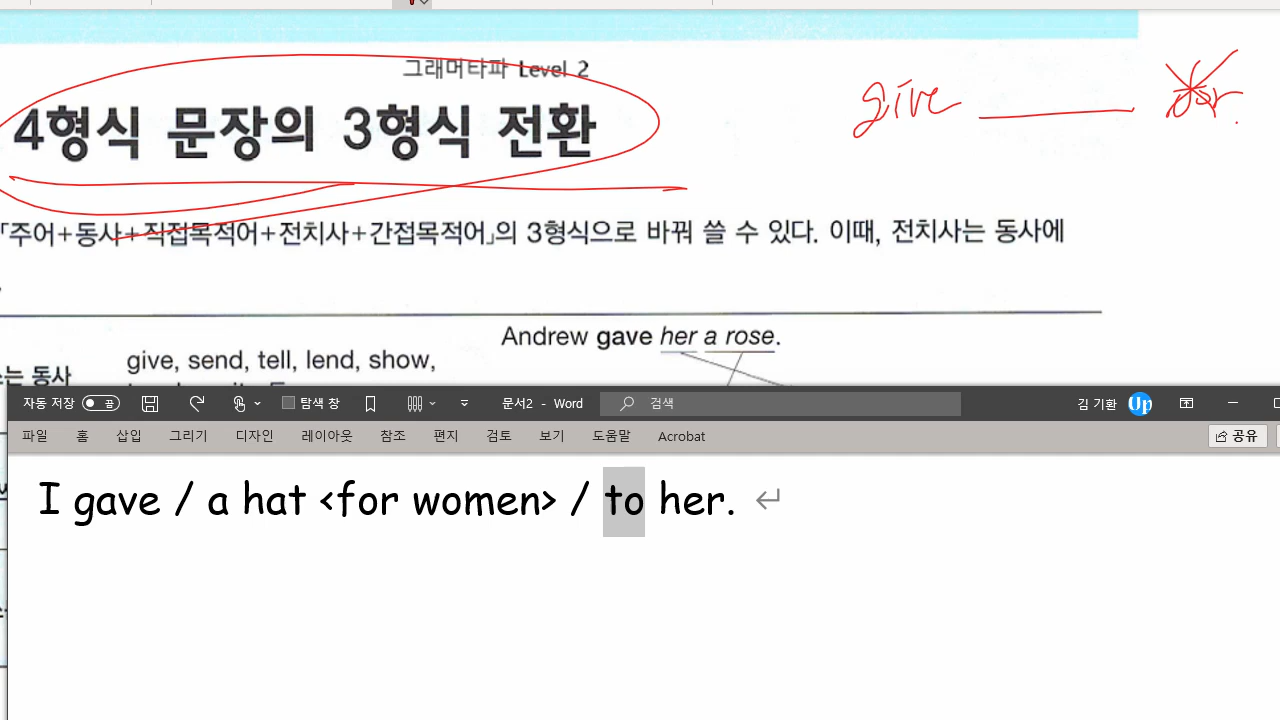 그래머타파 Level 2
give ____ for.
4형식 문장의 3형식 전환
「주어+동사+직접목적어+전치사+간접목적어」의 3형식으로 바꿔 쓸 수 있다. 이때, 전치사는 동사에
Andrew gave her a rose.
는 동사
give, send, tell, lend, show,
자동 저장 끔 탐색 창 문서2 - Word 검색 김 기환 Up
파일 홈 삽입 그리기 디자인 레이아웃 참조 편지 검토 보기 도움말 Acrobat 공유
I gave / a hat <for women> / to her.